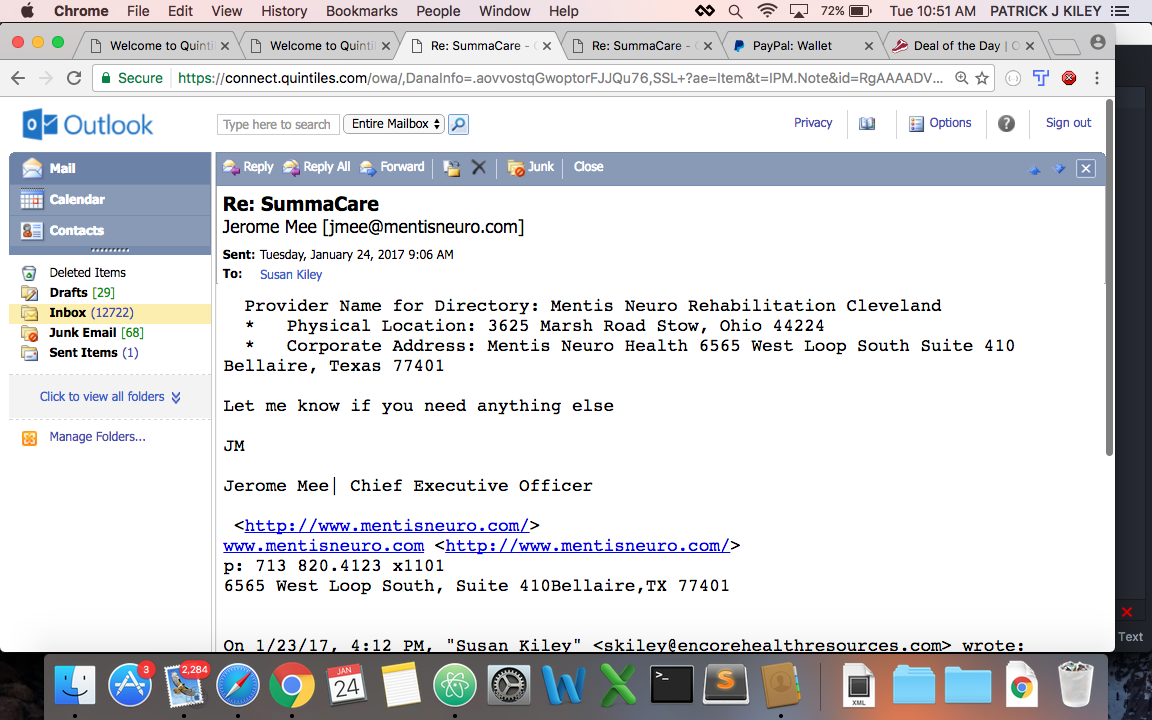 Chrome File Edit View History Bookmarks People Window Help 72% Tue 10:51 AM PATRICK J KILEY
Welcome to Quinti Welcome to Quinti Re: SummaCare - Re: SummaCare - PayPal: Wallet Deal of the Day |
Secure https://connect.quintiles.com/owa/,DanaInfo=.aovvostqGwoptorFJJQu76,SSL+?ae=Item&t=IPM.Note&id=RgAAAADV...
Outlook Type here to search Entire Mailbox Privacy Options Sign out
Mail
Calendar
Contacts
Deleted Items
Drafts [29]
Inbox (12722)
Junk Email [68]
Sent Items (1)
Click to view all folders
Manage Folders...
Reply Reply All Forward Junk Close
Re: SummaCare
Jerome Mee [jmee@mentisneuro.com]
Sent: Tuesday, January 24, 2017 9:06 AM
To: Susan Kiley
Provider Name for Directory: Mentis Neuro Rehabilitation Cleveland
* Physical Location: 3625 Marsh Road Stow, Ohio 44224
* Corporate Address: Mentis Neuro Health 6565 West Loop South Suite 410
Bellaire, Texas 77401
Let me know if you need anything else
JM
Jerome Mee| Chief Executive Officer
<http://www.mentisneuro.com/>
www.mentisneuro.com <http://www.mentisneuro.com/>
p: 713 820.4123 x1101
6565 West Loop South, Suite 410Bellaire,TX 77401
On 1/23/17, 4:12 PM, "Susan Kiley" <skiley@encorehealthresources.com> wrote:
Text
3
2,284
JAN
24
XML